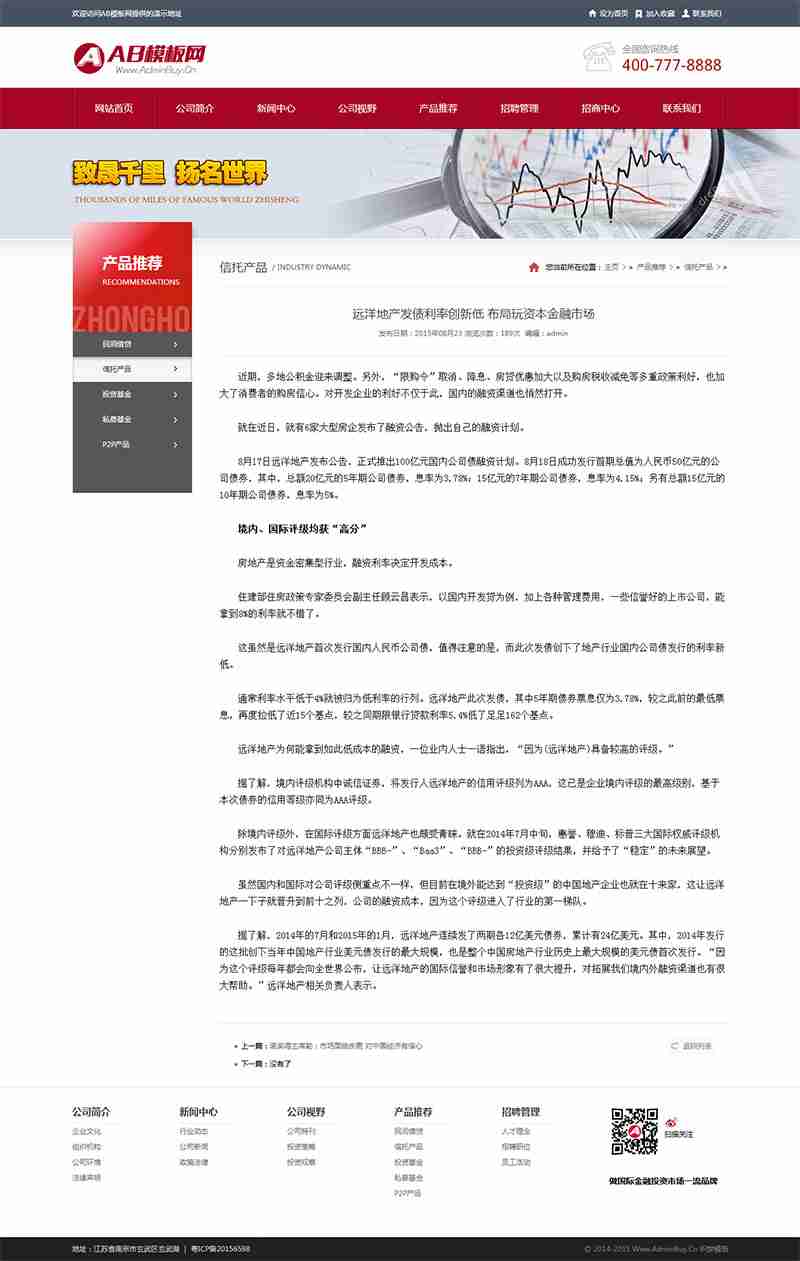 欢迎访问AB模板网提供的演示地址
设为首页 加入收藏 联系我们
AB模板网
Www.AdminBuy.Cn
全国咨询热线
400-777-8888
网站首页 公司简介 新闻中心 公司视野 产品推荐 招聘管理 招商中心 联系我们
致晟千里 扬名世界
THOUSANDS OF MILES OF FAMOUS WORLD ZHISHENG
产品推荐
RECOMMENDATIONS
ZHONGHO
民间借贷
信托产品
投资基金
私募基金
P2P产品
信托产品 / INDUSTRY DYNAMIC
您当前所在位置：主页 > » 产品推荐 > » 信托产品 > »
远洋地产发债利率创新低 布局玩资本金融市场
发布日期：2015年08月23 浏览次数：189次 编辑：admin
近期，多地公积金迎来调整。另外，“限购令”取消、降息、房贷优惠加大以及购房税收减免等多重政策利好，也加
大了消费者的购房信心。对开发企业的利好不仅于此，国内的融资渠道也悄然打开。
就在近日，就有6家大型房企发布了融资公告，抛出自己的融资计划。
8月17日远洋地产发布公告，正式推出100亿元国内公司债融资计划。8月18日成功发行首期总值为人民币50亿元的公
司债券，其中，总额20亿元的5年期公司债券，息率为3.78%；15亿元的7年期公司债券，息率为4.15%；另有总额15亿元的
10年期公司债券，息率为5%。
境内、国际评级均获“高分”
房地产是资金密集型行业，融资利率决定开发成本。
住建部住房政策专家委员会副主任顾云昌表示，以国内开发贷为例，加上各种管理费用，一些信誉好的上市公司，能
拿到8%的利率就不错了。
这虽然是远洋地产首次发行国内人民币公司债，值得注意的是，而此次发债创下了地产行业国内公司债发行的利率新
低。
通常利率水平低于4%就被归为低利率的行列，远洋地产此次发债，其中5年期债券票息仅为3.78%，较之此前的最低票
息，再度拉低了近15个基点，较之同期限银行贷款利率5.4%低了足足162个基点。
远洋地产为何能拿到如此低成本的融资，一位业内人士一语指出，“因为(远洋地产)具备较高的评级。”
据了解，境内评级机构中诚信证券，将发行人远洋地产的信用评级列为AAA，这已是企业境内评级的最高级别，基于
本次债券的信用等级亦同为AAA评级。
除境内评级外，在国际评级方面远洋地产也颇受青睐，就在2014年7月中旬，惠誉、穆迪、标普三大国际权威评级机
构分别发布了对远洋地产公司主体“BBB-”、“Baa3”、“BBB-”的投资级评级结果，并给予了“稳定”的未来展望。
虽然国内和国际对公司评级侧重点不一样，但目前在境外能达到“投资级”的中国地产企业也就在十来家，这让远洋
地产一下子就晋升到前十之列，公司的融资成本，因为这个评级进入了行业的第一梯队。
据了解，2014年的7月和2015年的1月，远洋地产连续发了两期各12亿美元债券，累计有24亿美元，其中，2014年发行
的这批创下当年中国地产行业美元债发行的最大规模，也是整个中国房地产行业历史上最大规模的美元债首次发行。“因
为这个评级每年都会向全世界公布，让远洋地产的国际信誉和市场形象有了很大提升，对拓展我们境内外融资渠道也有很
大帮助。”远洋地产相关负责人表示。
上一篇：
返回列表
下一篇：没有了
公司简介 新闻中心 公司视野 产品推荐 招聘管理
企业文化 行业动态 公司特刊 民间借贷 人才理念
组织机构 公司新闻 投资策略 信托产品 招聘职位
公司环境 政策法律 投资观察 投资基金 员工活动
法律声明 私募基金
P2P产品
扫描关注
做国际金融投资市场一流品牌
地址：江苏省南京市玄武区玄武湖 | 粤ICP备20156598
© 2014-2015 Www.AdminBuy.Cn